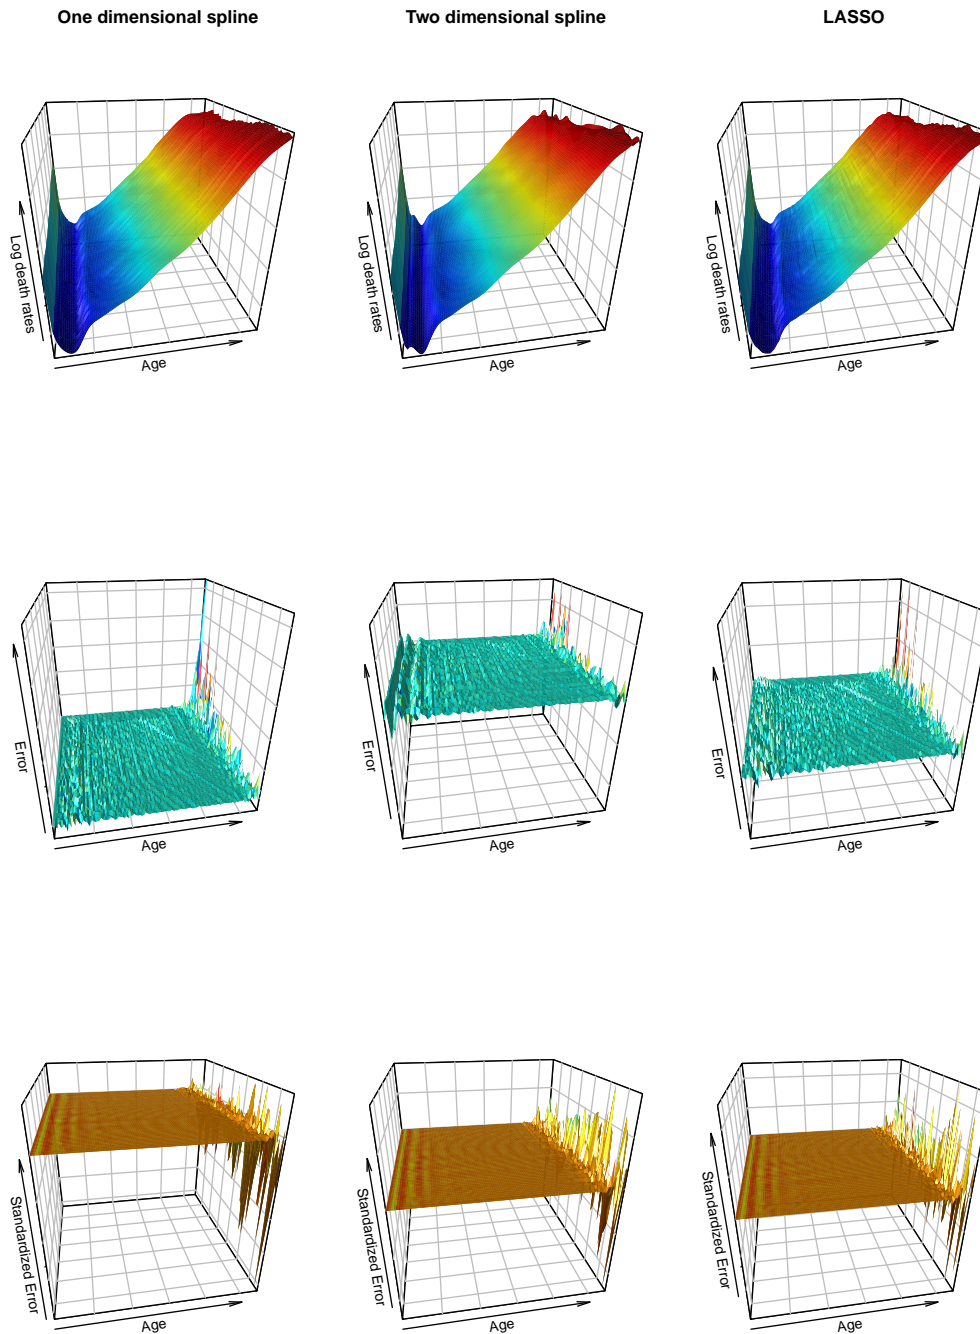 One dimensional spline
Two dimensional spline
LASSO
Log death rates
Age
Log death rates
Age
Log death rates
Age
Error
Age
Error
Age
Error
Age
Standardized Error
Age
Standardized Error
Age
Standardized Error
Age